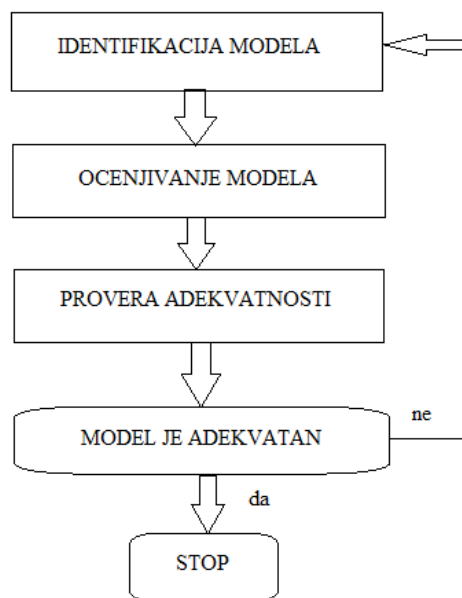 IDENTIFIKACIJA MODELA
OCENJIVANJE MODELA
PROVERA ADEKVATNOSTI
MODEL JE ADEKVATAN
ne
da
STOP